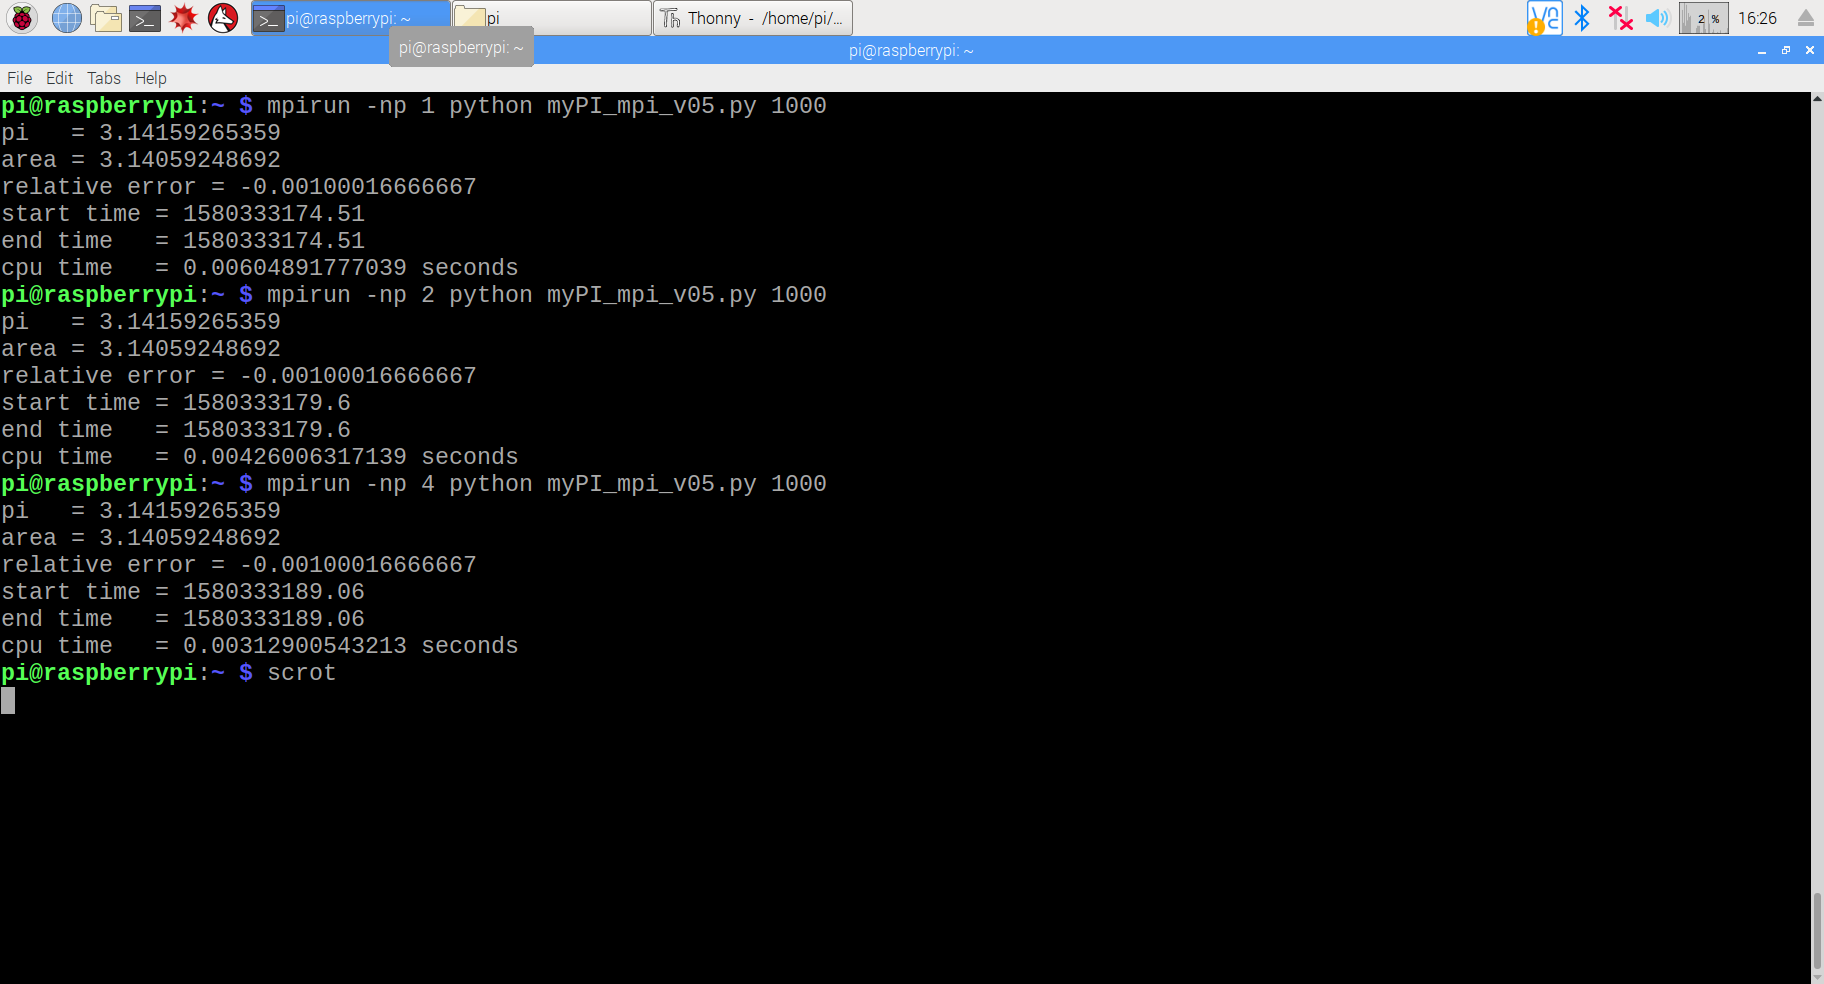 pi@raspberrypi: ~
pi
Thonny - /home/pi/...
VNC
2 %
16:26
pi@raspberrypi: ~
pi@raspberrypi: ~
File Edit Tabs Help
pi@raspberrypi:~ $ mpirun -np 1 python myPI_mpi_v05.py 1000
pi   = 3.14159265359
area = 3.14059248692
relative error = -0.00100016666667
start time = 1580333174.51
end time   = 1580333174.51
cpu time   = 0.00604891777039 seconds
pi@raspberrypi:~ $ mpirun -np 2 python myPI_mpi_v05.py 1000
pi   = 3.14159265359
area = 3.14059248692
relative error = -0.00100016666667
start time = 1580333179.6
end time   = 1580333179.6
cpu time   = 0.00426006317139 seconds
pi@raspberrypi:~ $ mpirun -np 4 python myPI_mpi_v05.py 1000
pi   = 3.14159265359
area = 3.14059248692
relative error = -0.00100016666667
start time = 1580333189.06
end time   = 1580333189.06
cpu time   = 0.00312900543213 seconds
pi@raspberrypi:~ $ scrot